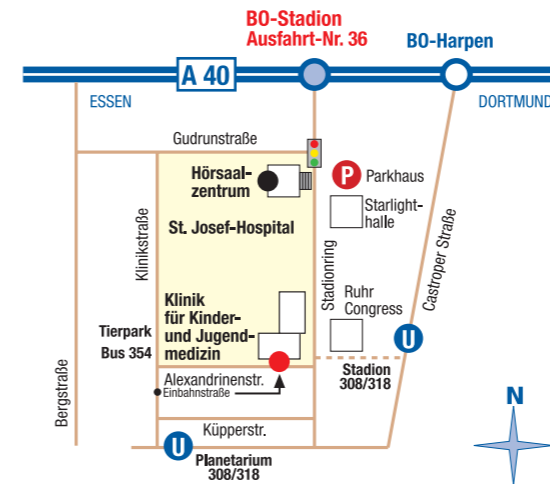 BO-Stadion
Ausfahrt-Nr. 36
BO-Harpen
A 40
ESSEN
DORTMUND
Gudrunstraße
Hörsaal-
zentrum
P
Parkhaus
Starlight-
halle
St. Josef-Hospital
Klinikstraße
Stadionring
Castroper Straße
Klinik
für Kinder-
und Jugend-
medizin
Ruhr
Congress
Tierpark
Bus 354
U
Stadion
308/318
Bergstraße
Alexandrinenstr.
Einbahnstraße
Küpperstr.
U
Planetarium
308/318
N